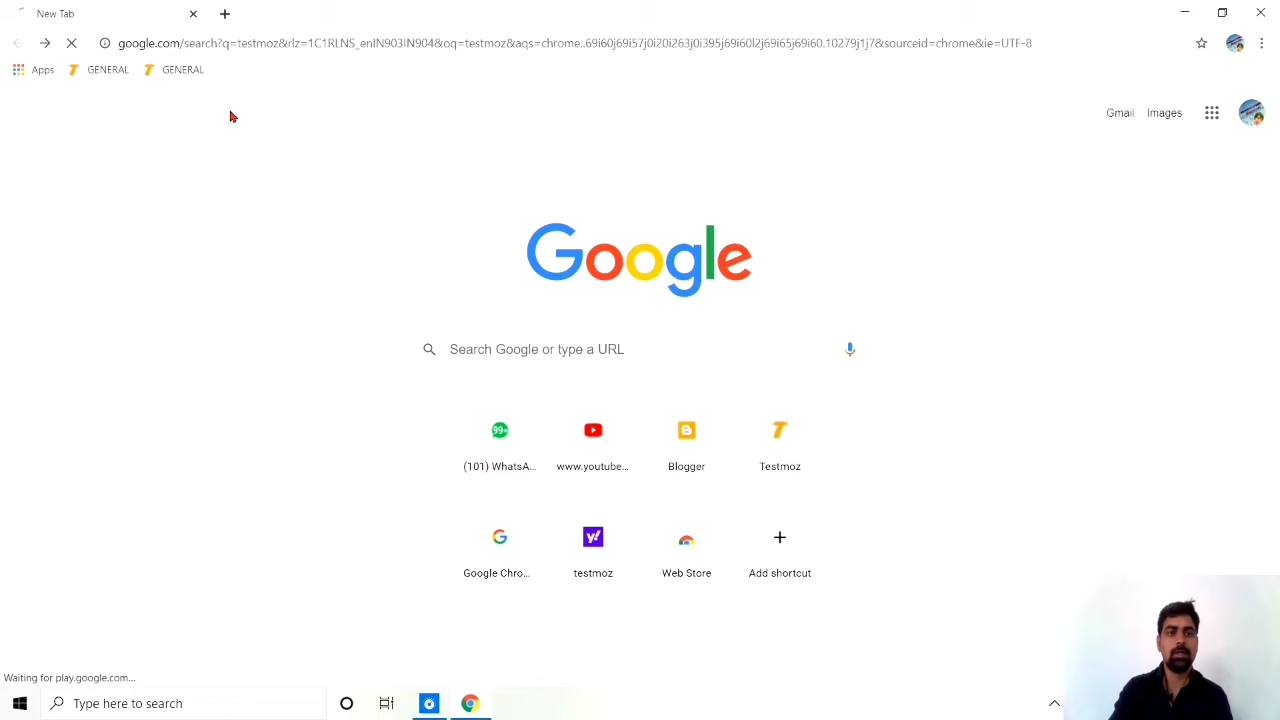 New Tab
google.com/search?q=testmoz&rlz=1C1RLNS_enIN903IN904&oq=testmoz&aqs=chrome..69i60j69i57j0i20i263j0i395j69i60l2j69i65j69i60.10279j1j7&sourceid=chrome&ie=UTF-8
Apps GENERAL GENERAL
Gmail Images
Google
Search Google or type a URL
99+
(101) WhatsA... www.youtube... Blogger Testmoz
Google Chro... testmoz Web Store Add shortcut
Waiting for play.google.com...
Type here to search